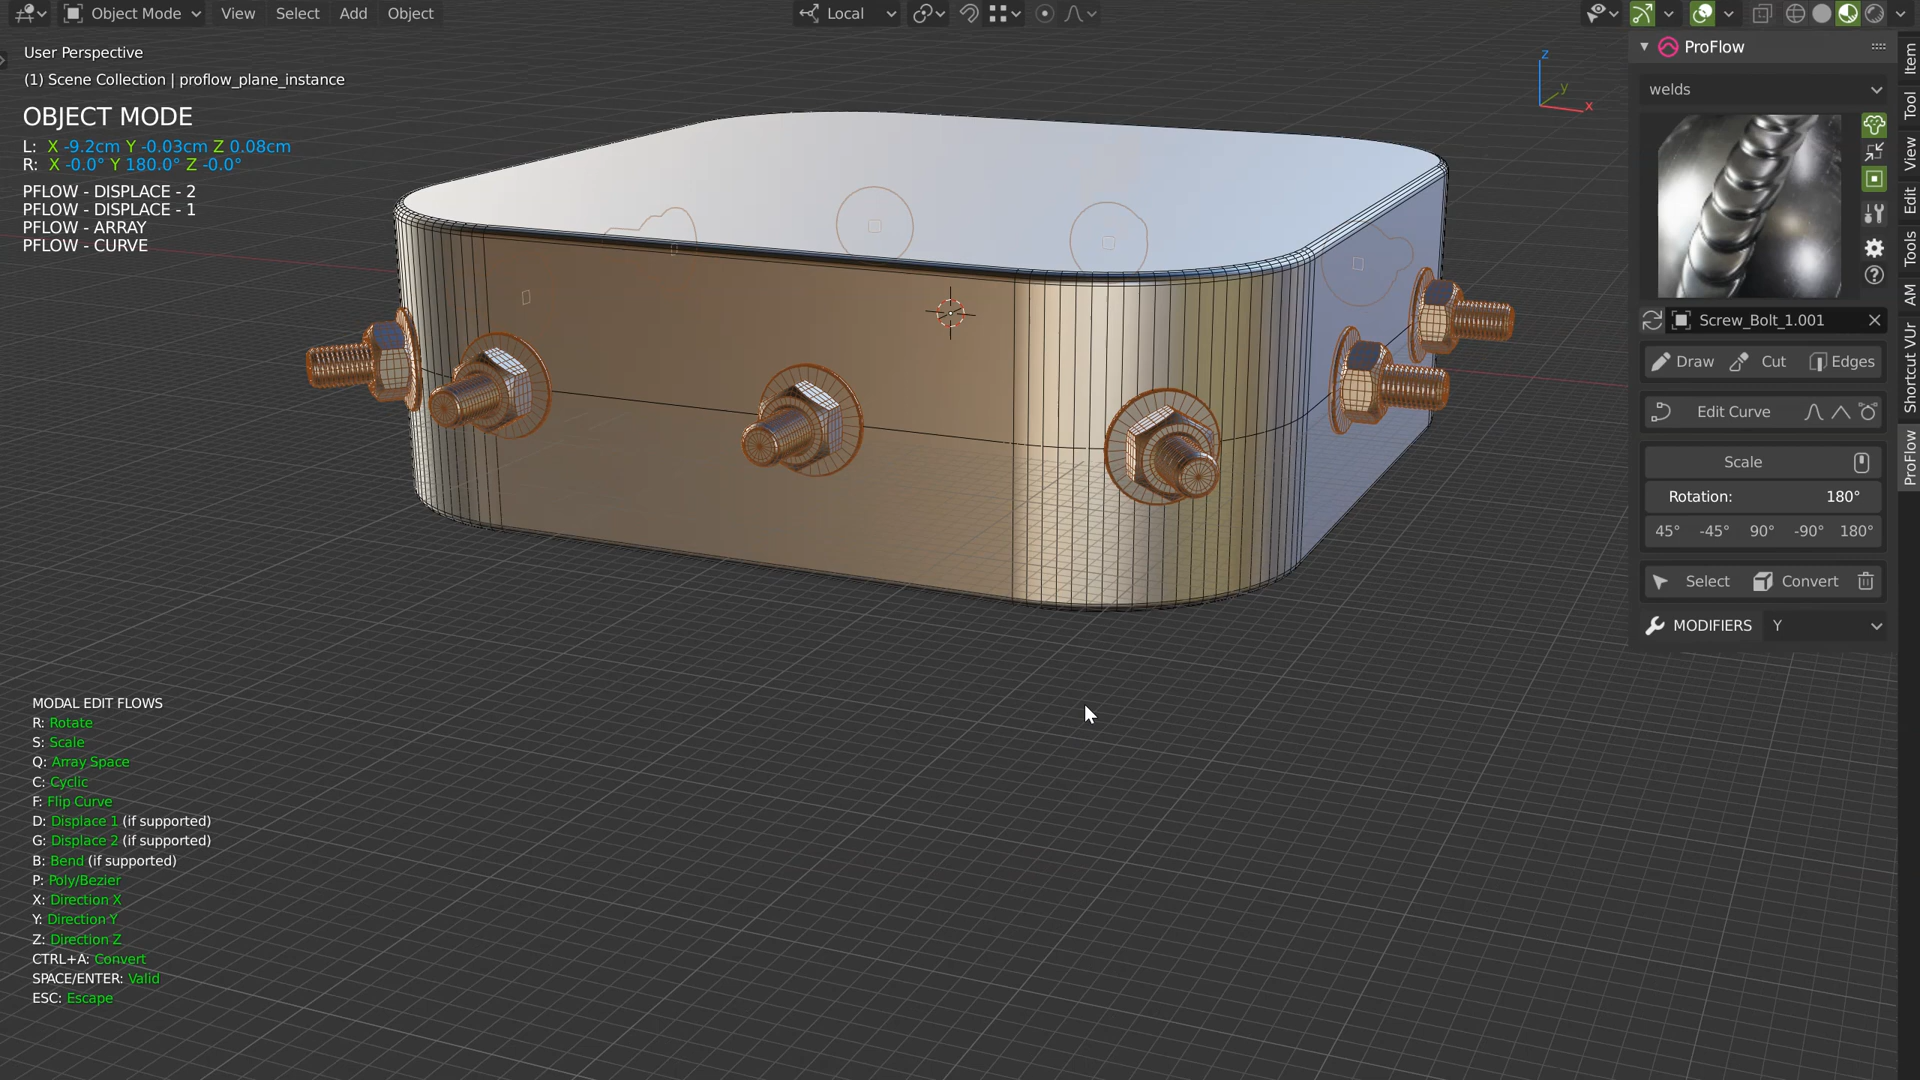 Object Mode View Select Add Object Local
User Perspective
(1) Scene Collection | proflow_plane_instance
OBJECT MODE
L: X -9.2cm Y -0.03cm Z 0.08cm
R: X -0.0° Y 180.0° Z -0.0°
PFLOW - DISPLACE - 2
PFLOW - DISPLACE - 1
PFLOW - ARRAY
PFLOW - CURVE
z
y
x
MODAL EDIT FLOWS
R: Rotate
S: Scale
Q: Array Space
C: Cyclic
F: Flip Curve
D: Displace 1 (if supported)
G: Displace 2 (if supported)
B: Bend (if supported)
P: Poly/Bezier
X: Direction X
Y: Direction Y
Z: Direction Z
CTRL+A: Convert
SPACE/ENTER: Valid
ESC: Escape
ProFlow
welds
Screw_Bolt_1.001
Draw Cut Edges
Edit Curve
Scale
Rotation: 180°
45° -45° 90° -90° 180°
Select Convert
MODIFIERS Y
Item
Tool
View
Edit
Tools
AM
Shortcut VUr
ProFlow